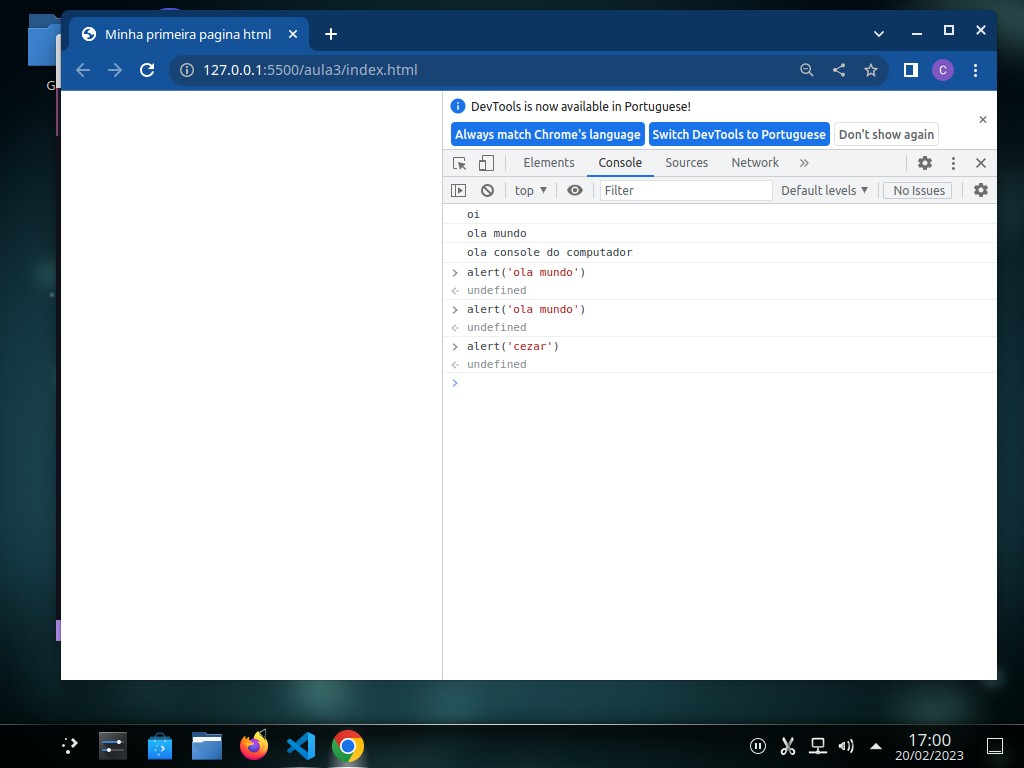 G
Minha primeira pagina html
127.0.0.1:5500/aula3/index.html
C
DevTools is now available in Portuguese!
Always match Chrome's language Switch DevTools to Portuguese Don't show again
Elements Console Sources Network
top Filter Default levels No Issues
oi
ola mundo
ola console do computador
alert('ola mundo')
undefined
alert('ola mundo')
undefined
alert('cezar')
undefined
17:00
20/02/2023